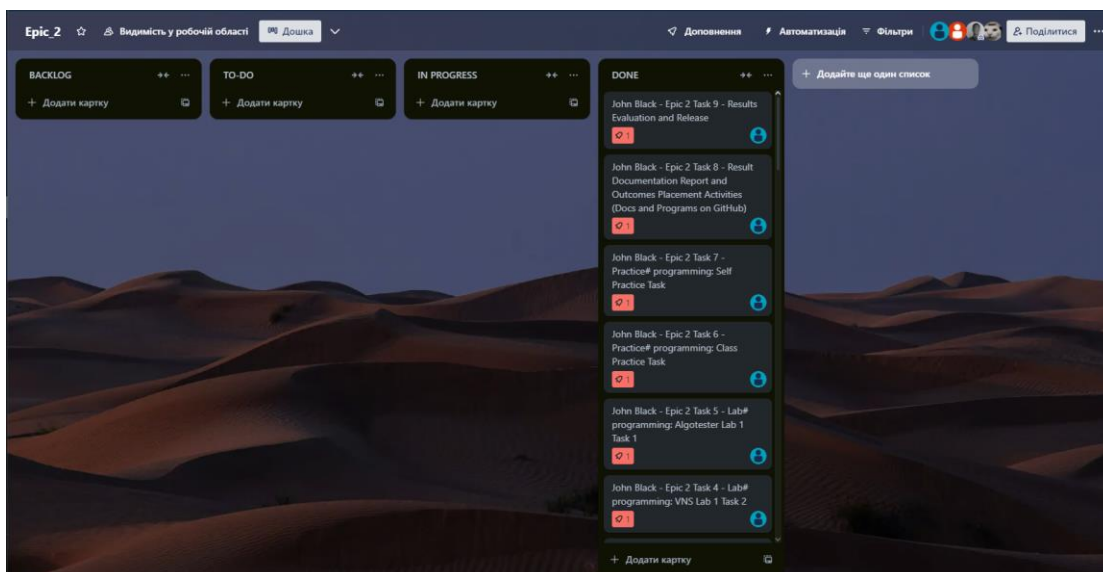 Epic_2 Видимість у робочій області Дошка Доповнення Автоматизація Фільтри Поділитися
BACKLOG
+ Додати картку
TO-DO
+ Додати картку
IN PROGRESS
+ Додати картку
DONE
John Black - Epic 2 Task 9 - Results
Evaluation and Release
1
John Black - Epic 2 Task 8 - Result
Documentation Report and
Outcomes Placement Activities
(Docs and Programs on GitHub)
1
John Black - Epic 2 Task 7 -
Practice# programming: Self
Practice Task
1
John Black - Epic 2 Task 6 -
Practice# programming: Class
Practice Task
1
John Black - Epic 2 Task 5 - Lab#
programming: Algotester Lab 1
Task 1
1
John Black - Epic 2 Task 4 - Lab#
programming: VNS Lab 1 Task 2
1
+ Додати картку
+ Додайте ще один список